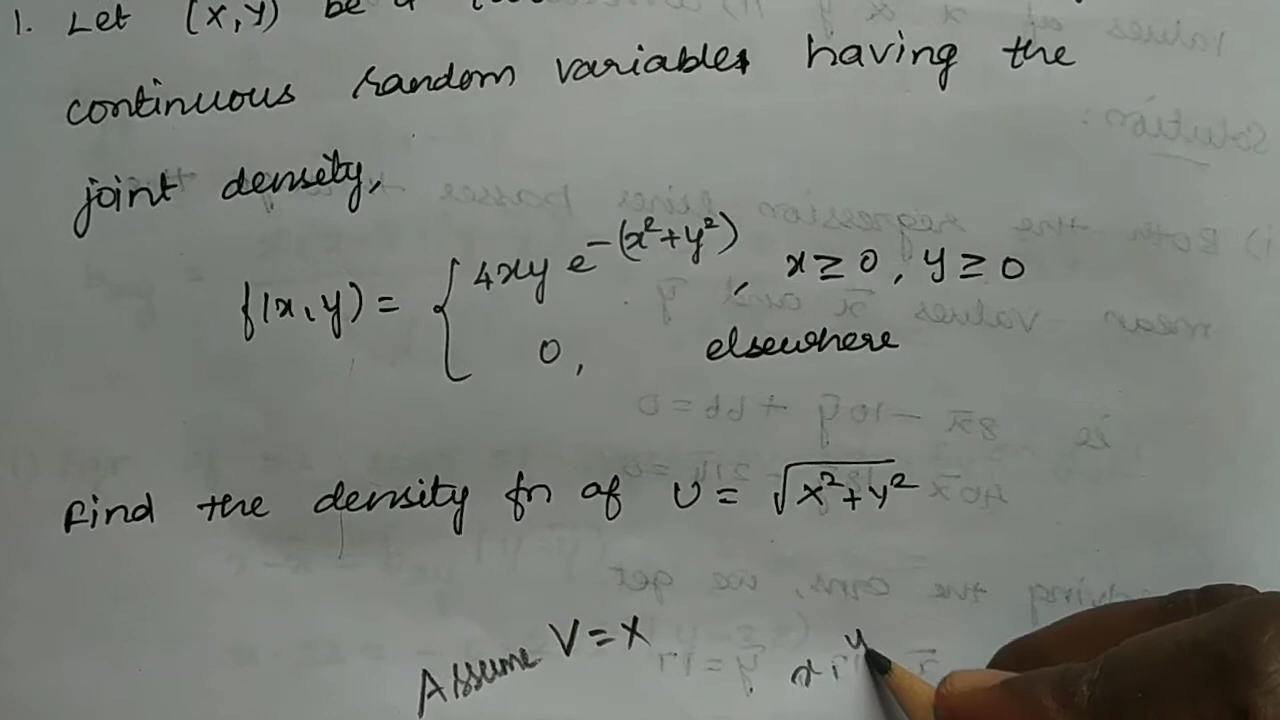 1. Let (X,Y) be a
continuous random variables having the
joint density,
f(x,y) = { 4xy e^-(x²+y²), x ≥ 0, y ≥ 0
0, elsewhere
Find the density fn of U = √x²+y²
Assume V = X x, y